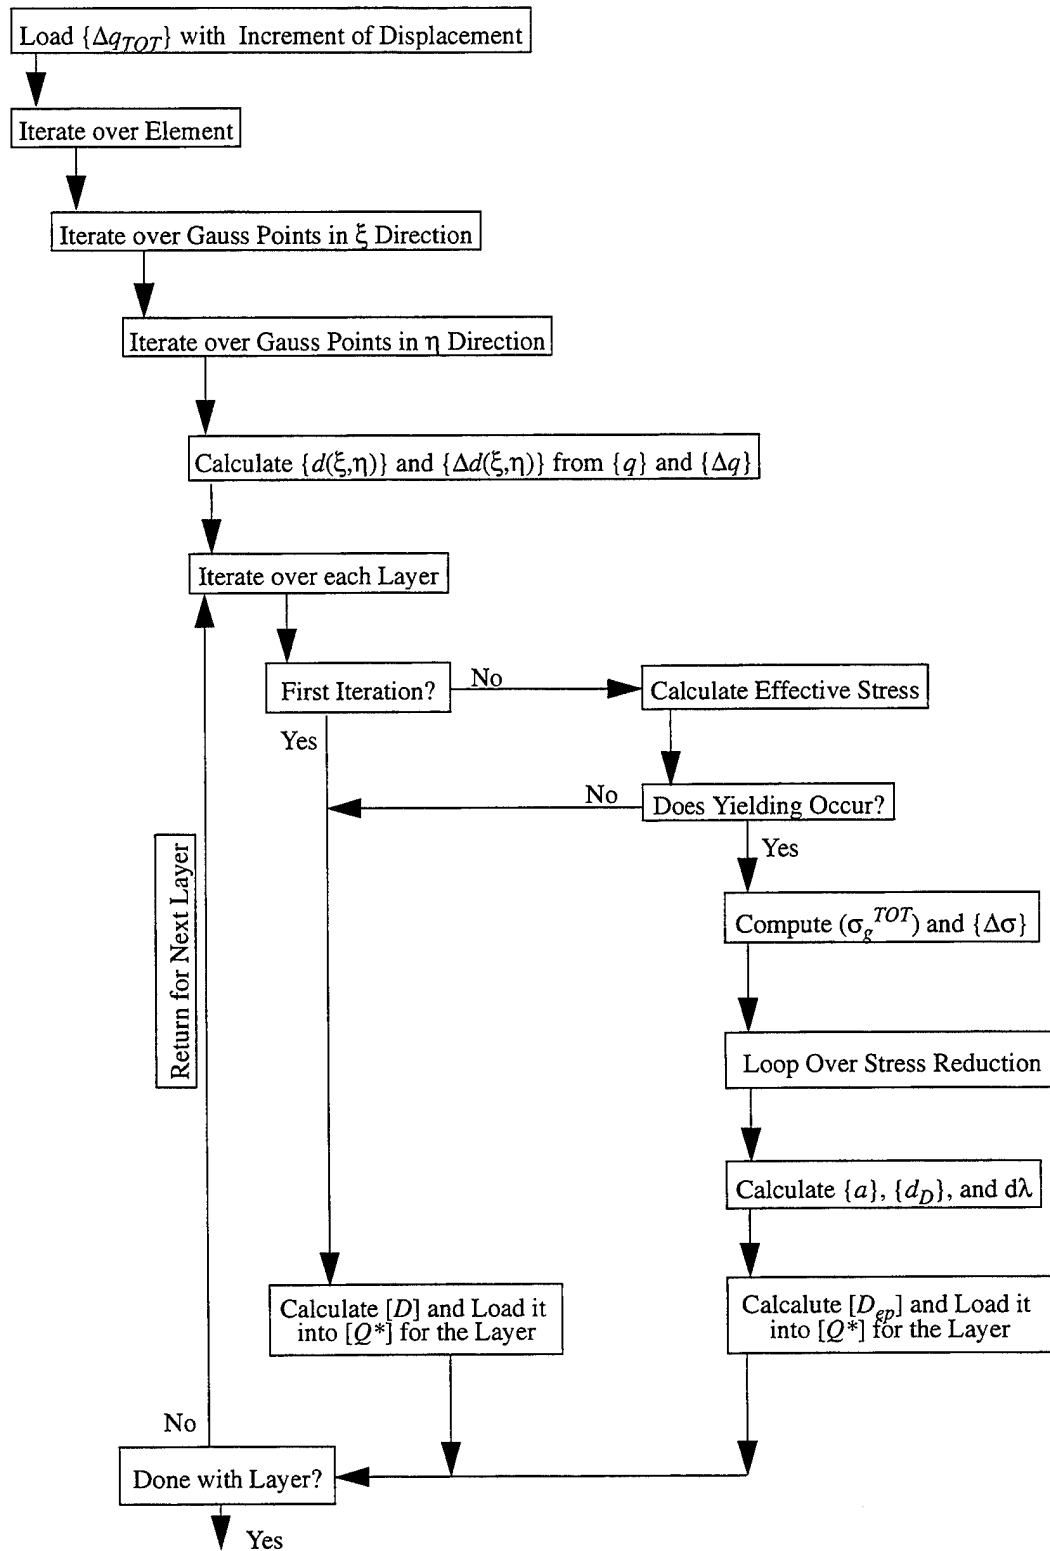 Load {Δq_TOT} with Increment of Displacement
Iterate over Element
Iterate over Gauss Points in ξ Direction
Iterate over Gauss Points in η Direction
Calculate {d(ξ,η)} and {Δd(ξ,η)} from {q} and {Δq}
Iterate over each Layer
First Iteration?
No
Calculate Effective Stress
Yes
No
Does Yielding Occur?
Yes
Return for Next Layer
Compute (σ_g^TOT) and {Δσ}
Loop Over Stress Reduction
Calculate {a}, {d_D}, and dλ
Calculate [D] and Load it
into [Q*] for the Layer
Calcalute [D_ep] and Load it
into [Q*] for the Layer
No
Done with Layer?
Yes